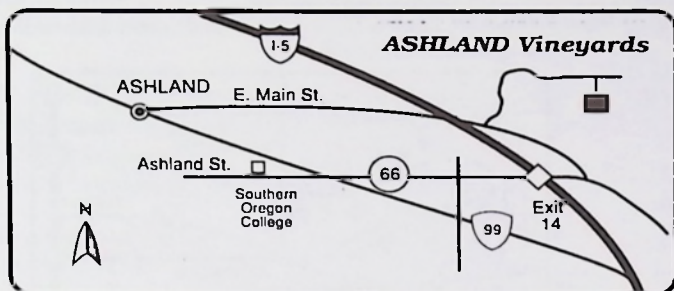 I-5
ASHLAND Vineyards
ASHLAND
E. Main St.
Ashland St.
66
Southern
Oregon
College
Exit
14
N
99